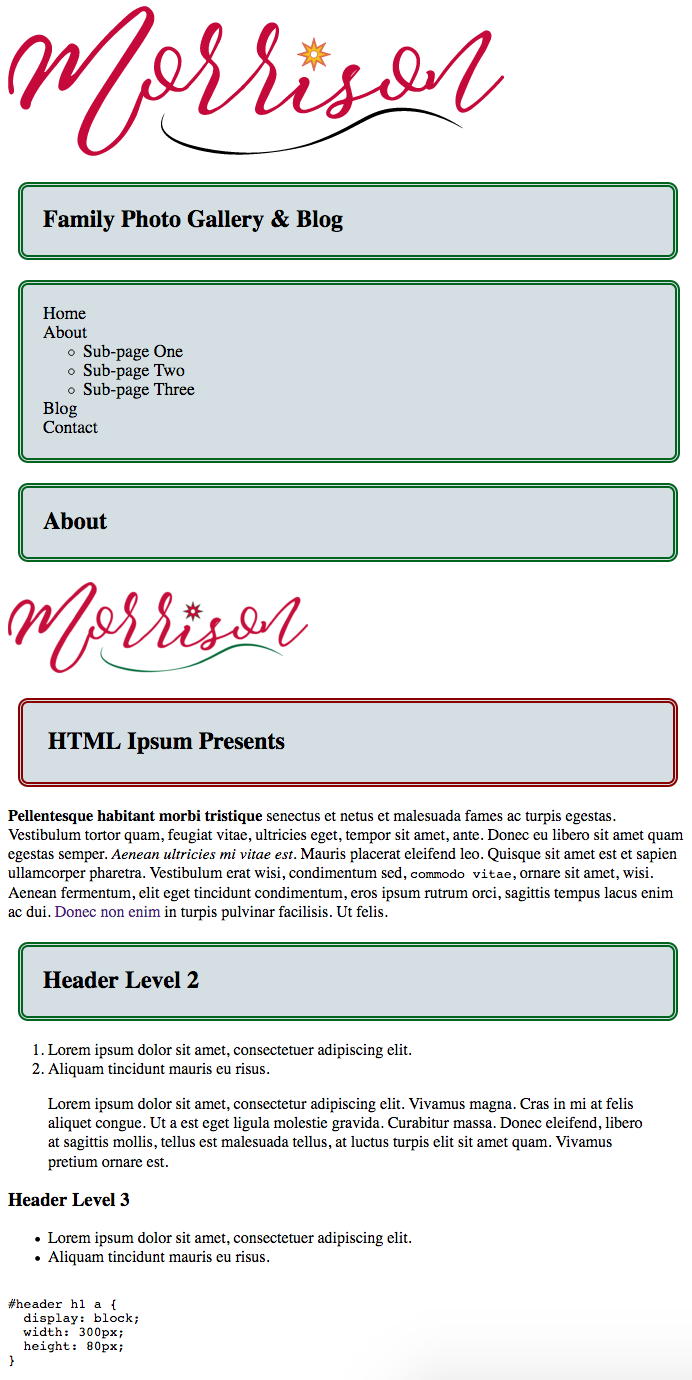 Morrison
Family Photo Gallery & Blog
Home
About
Sub-page One
Sub-page Two
Sub-page Three
Blog
Contact
About
Morrison
HTML Ipsum Presents
Pellentesque habitant morbi tristique senectus et netus et malesuada fames ac turpis egestas.
Vestibulum tortor quam, feugiat vitae, ultricies eget, tempor sit amet, ante. Donec eu libero sit amet quam
egestas semper. Aenean ultricies mi vitae est. Mauris placerat eleifend leo. Quisque sit amet est et sapien
ullamcorper pharetra. Vestibulum erat wisi, condimentum sed, commodo vitae, ornare sit amet, wisi.
Aenean fermentum, elit eget tincidunt condimentum, eros ipsum rutrum orci, sagittis tempus lacus enim
ac dui. Donec non enim in turpis pulvinar facilisis. Ut felis.
Header Level 2
1. Lorem ipsum dolor sit amet, consectetuer adipiscing elit.
2. Aliquam tincidunt mauris eu risus.
Lorem ipsum dolor sit amet, consectetur adipiscing elit. Vivamus magna. Cras in mi at felis
aliquet congue. Ut a est eget ligula molestie gravida. Curabitur massa. Donec eleifend, libero
at sagittis mollis, tellus est malesuada tellus, at luctus turpis elit sit amet quam. Vivamus
pretium ornare est.
Header Level 3
• Lorem ipsum dolor sit amet, consectetuer adipiscing elit.
• Aliquam tincidunt mauris eu risus.
#header h1 a {
  display: block;
  width: 300px;
  height: 80px;
}